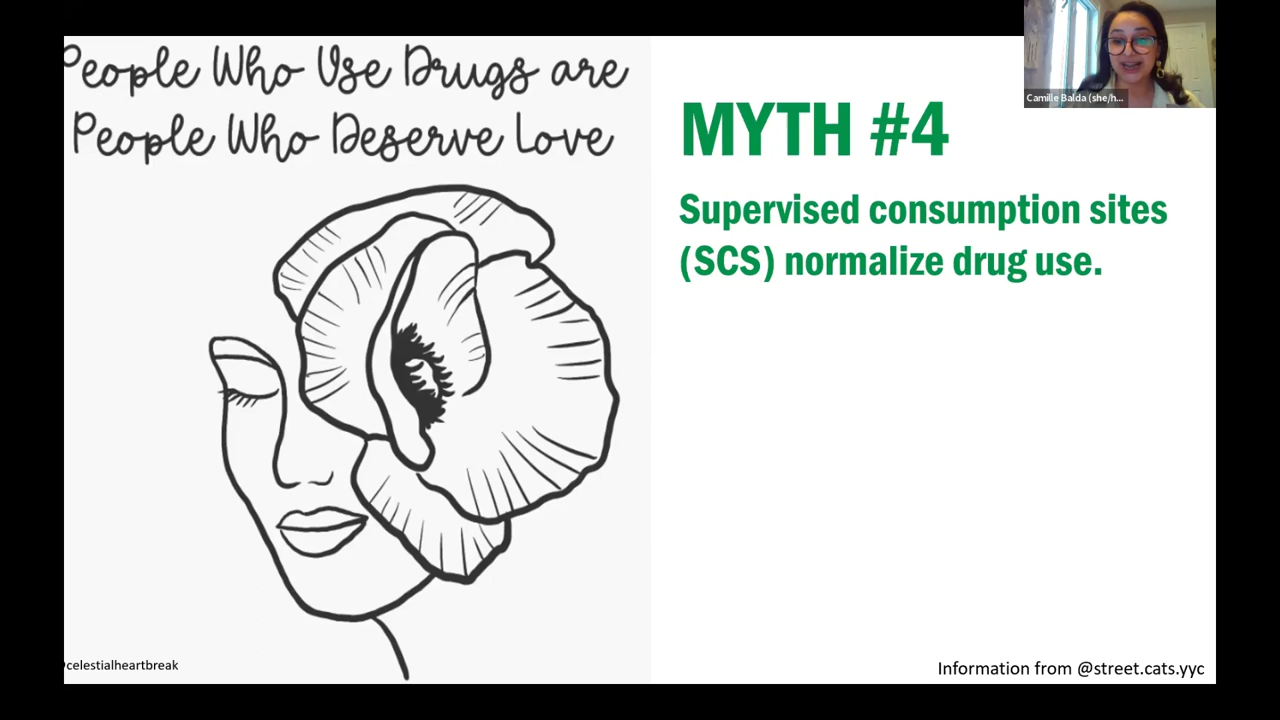 People Who Use Drugs are
People Who Deserve Love
MYTH #4
Supervised consumption sites
(SCS) normalize drug use.
Camille Balda (she/h...
@celestialheartbreak
Information from @street.cats.yyc